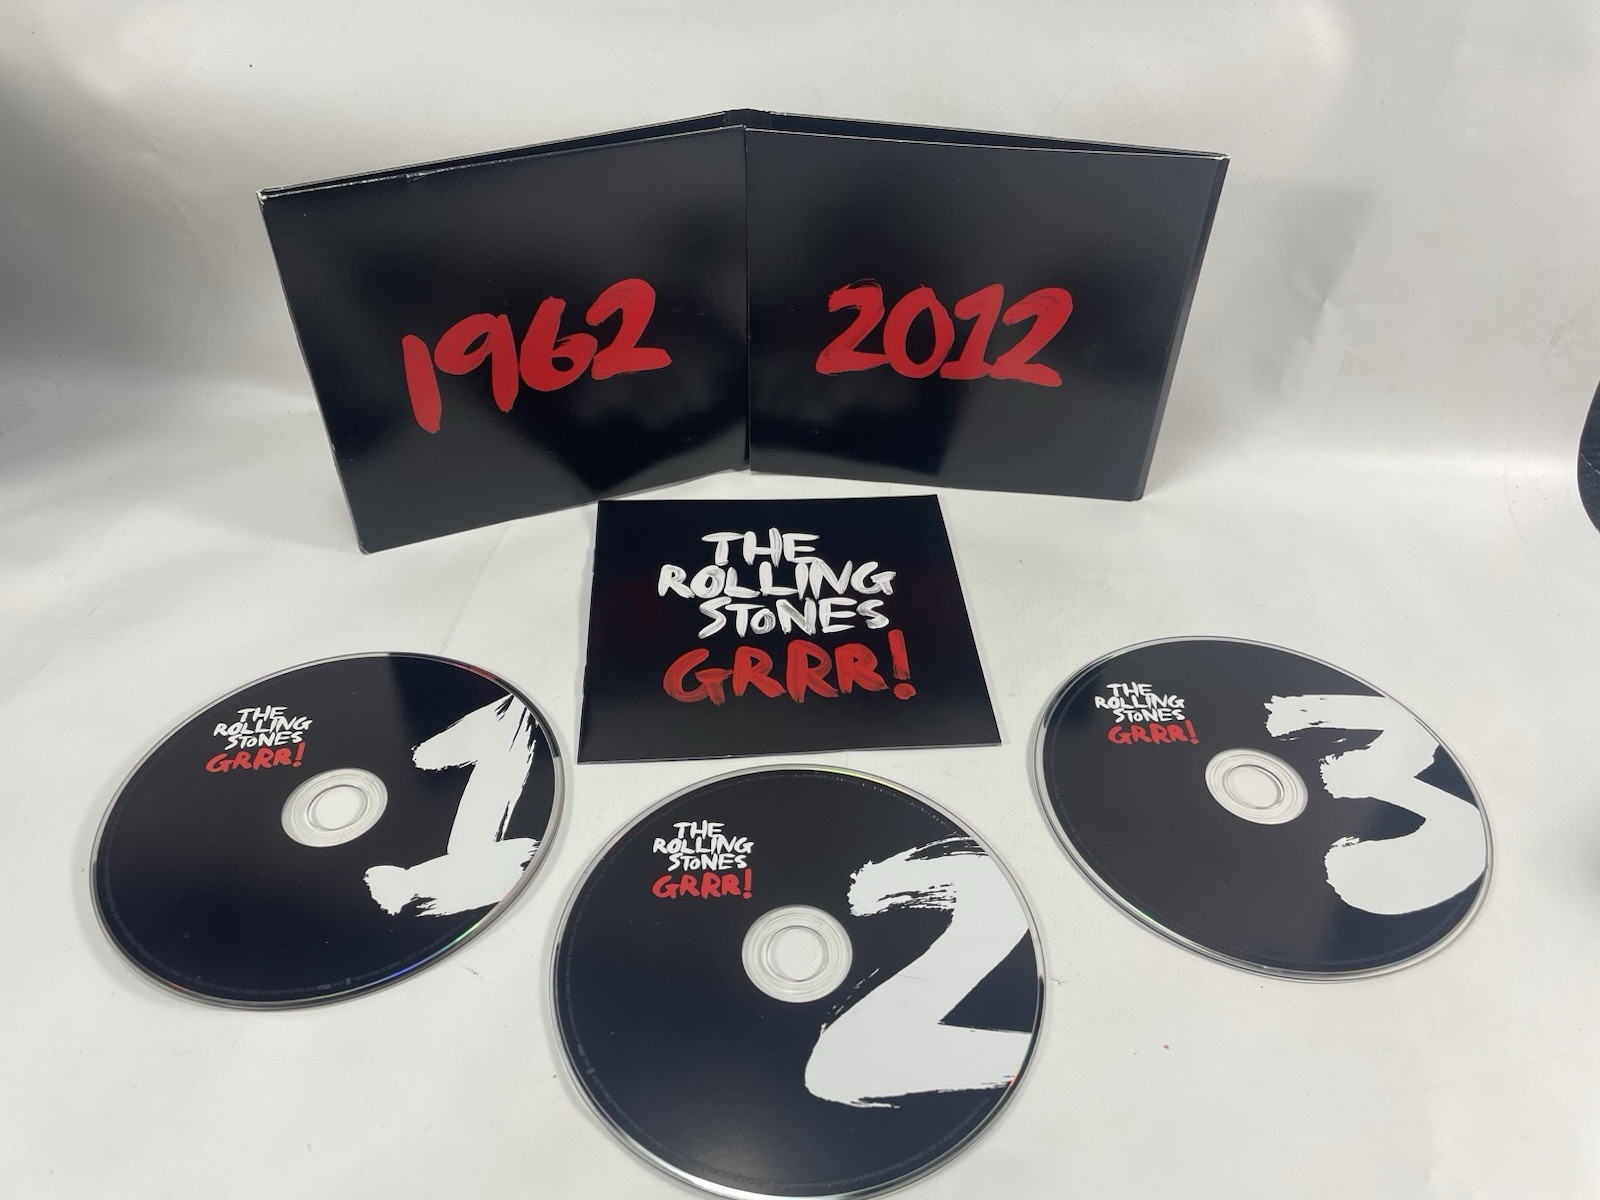 1962
2012
THE
ROLLING
STONES
GRRR!
THE
ROLLING
STONES
GRRR!
1
THE
ROLLING
STONES
GRRR!
2
THE
ROLLING
STONES
GRRR!
3